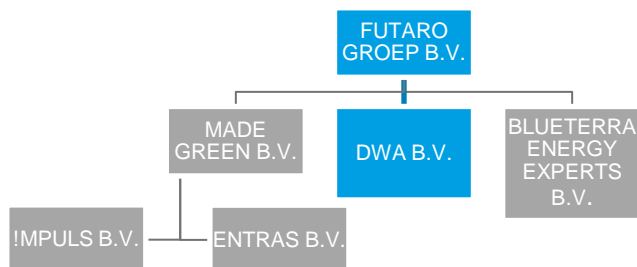 FUTARO
GROEP B.V.
MADE
GREEN B.V.
DWA B.V.
BLUETERRA
ENERGY
EXPERTS
B.V.
!MPULS B.V.
ENTRAS B.V.